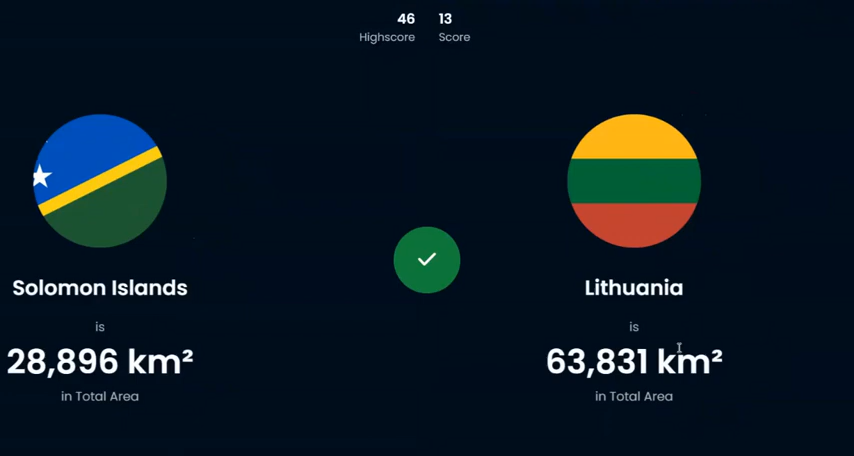 46 13
Highscore Score
Solomon Islands
is
28,896 km²
in Total Area
Lithuania
is
63,831 km²
in Total Area